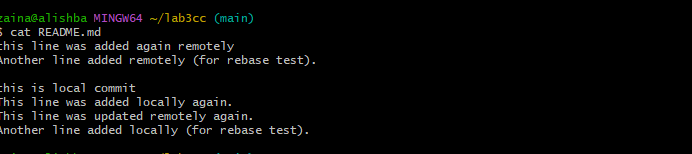 zaina@alishba MINGW64 ~/lab3cc (main)
$ cat README.md
this line was added again remotely
Another line added remotely (for rebase test).
this is local commit
This line was added locally again.
This line was updated remotely again.
Another line added locally (for rebase test).